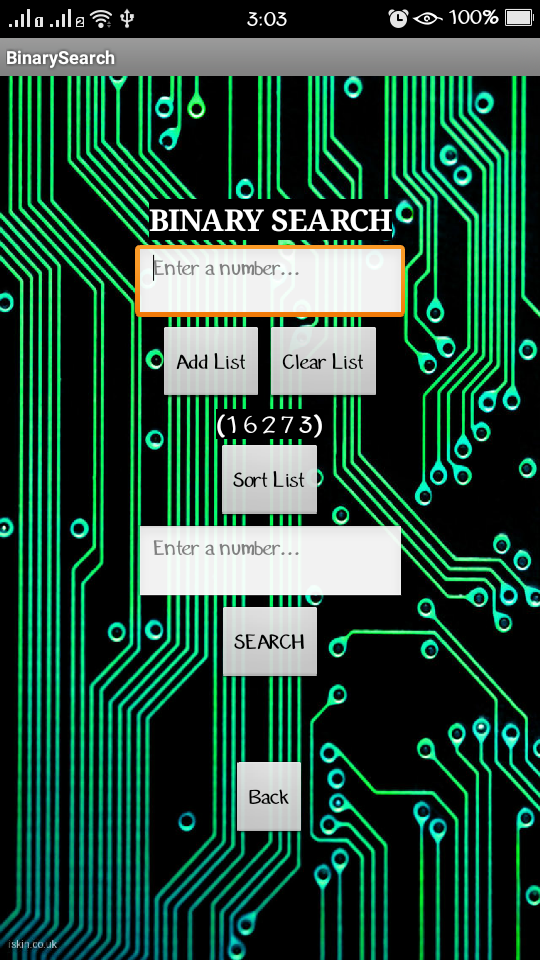 3:03 100%
BinarySearch
BINARY SEARCH
Enter a number...
Add List Clear List
(1 6 2 7 3)
Sort List
Enter a number...
SEARCH
Back
iskin.co.uk